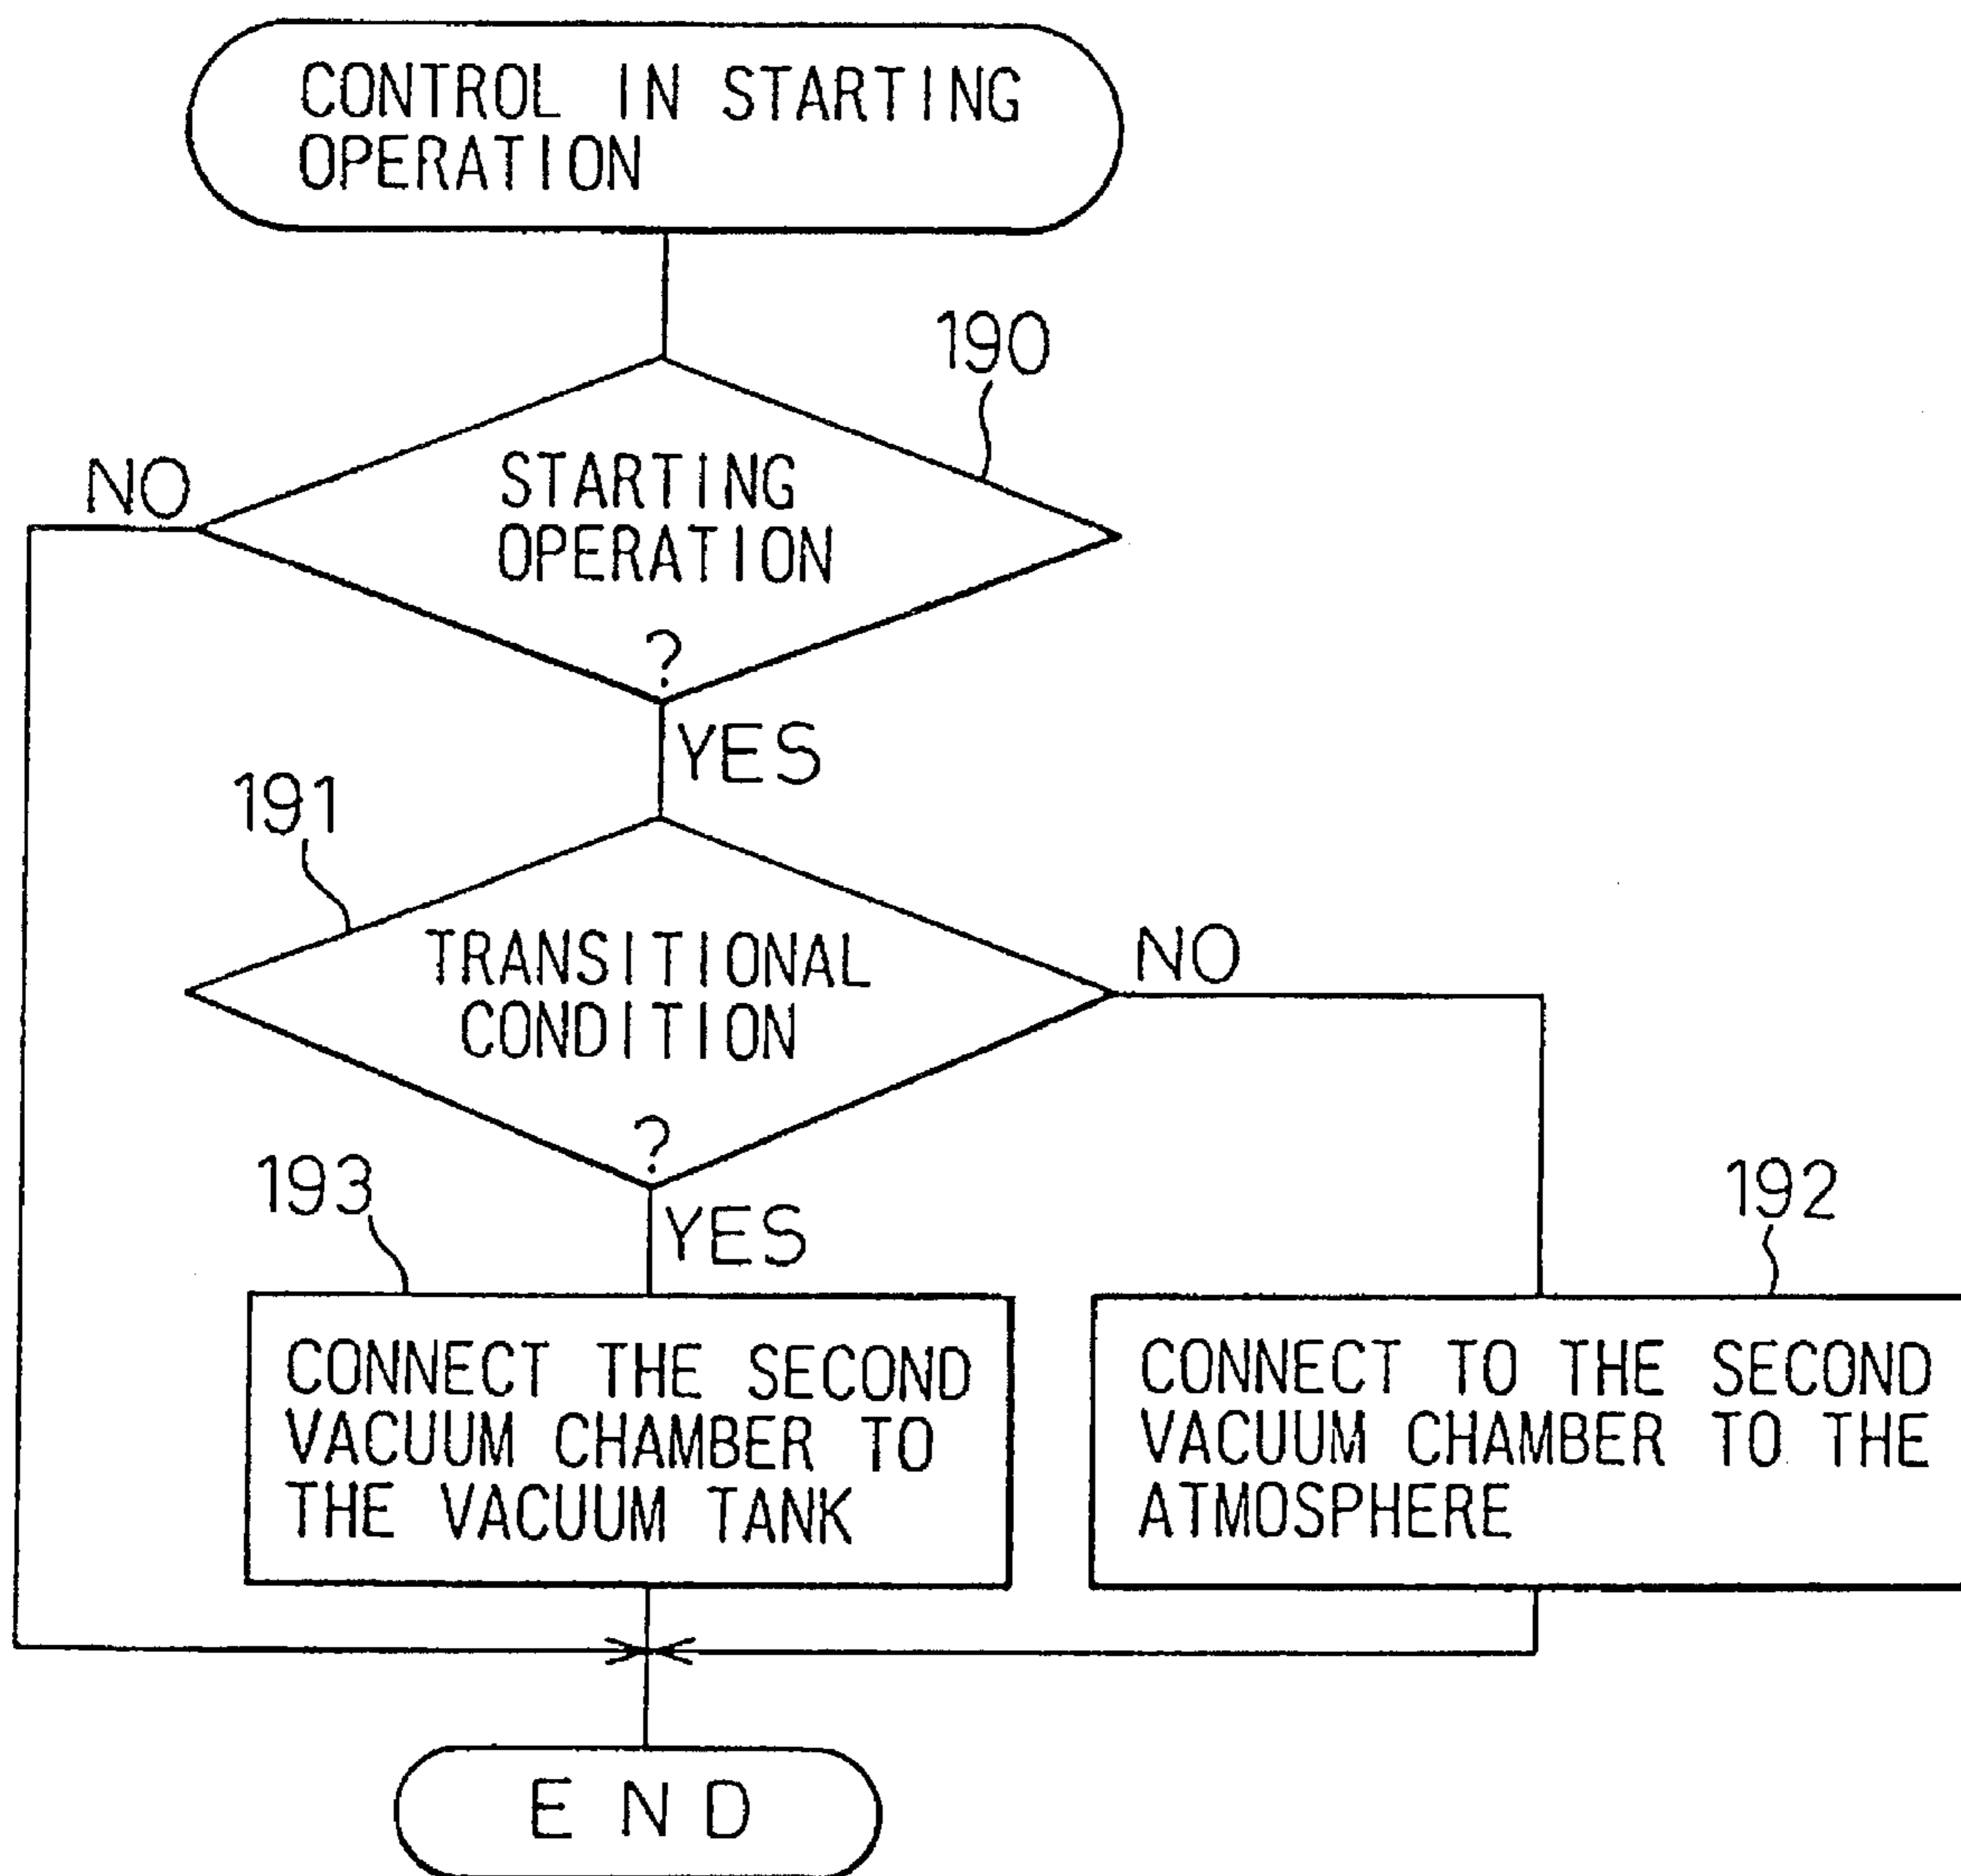 CONTROL IN STARTING
OPERATION
190
NO
STARTING
OPERATION
?
YES
191
TRANSITIONAL
CONDITION
?
NO
193
YES
192
CONNECT THE SECOND
VACUUM CHAMBER TO
THE VACUUM TANK
CONNECT TO THE SECOND
VACUUM CHAMBER TO THE
ATMOSPHERE
END